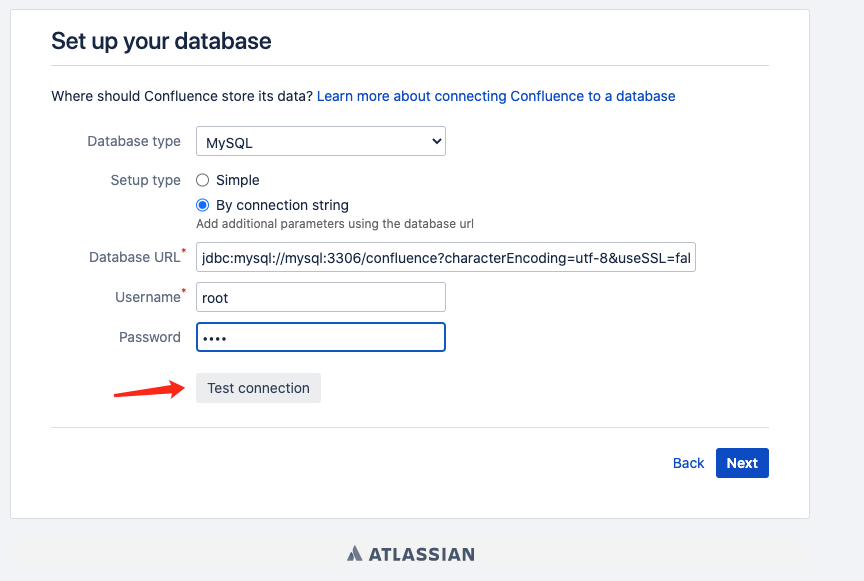 Set up your database
Where should Confluence store its data? Learn more about connecting Confluence to a database
Database type MySQL
Setup type Simple
By connection string
Add additional parameters using the database url
Database URL* jdbc:mysql://mysql:3306/confluence?characterEncoding=utf-8&useSSL=fal
Username* root
Password ••••
Test connection
Back Next
ATLASSIAN